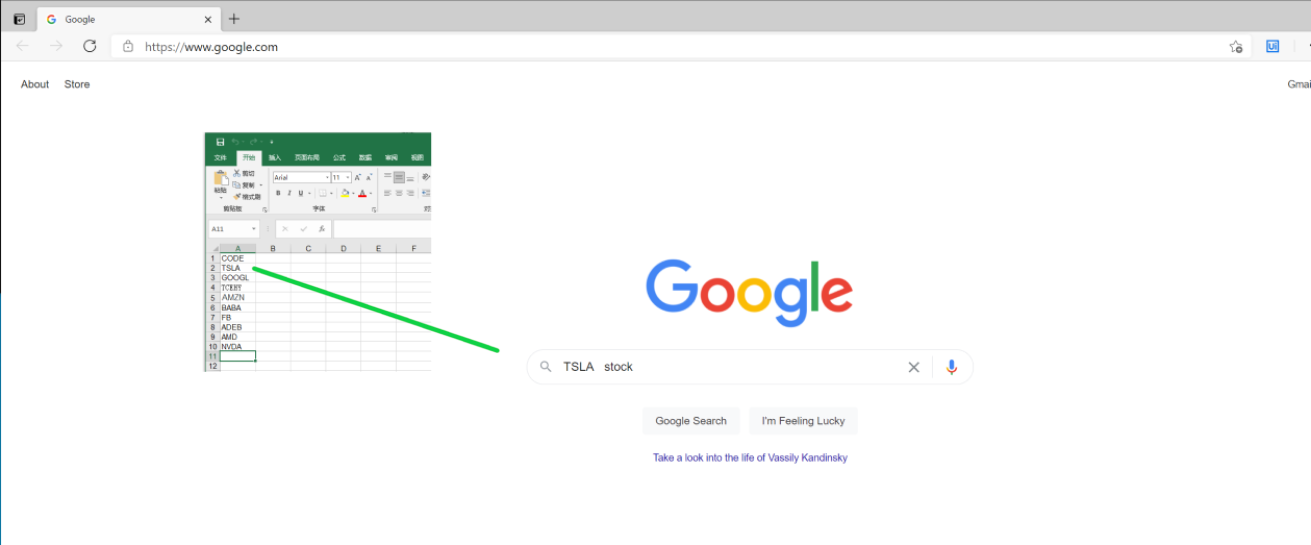 Google
https://www.google.com
About Store
Gmai
文件 开始 插入 页面布局 公式 数据 审阅 视图
剪切
Arial 11
复制
粘贴
格式刷
B I U A
剪贴板 字体
A11 fx
A B C D E F
1 CODE
2 TSLA
3 GOOGL
4 TCEHY
5 AMZN
6 BABA
7 FB
8 ADEB
9 AMD
10 NVDA
11
12
Google
TSLA stock
Google Search I'm Feeling Lucky
Take a look into the life of Vassily Kandinsky